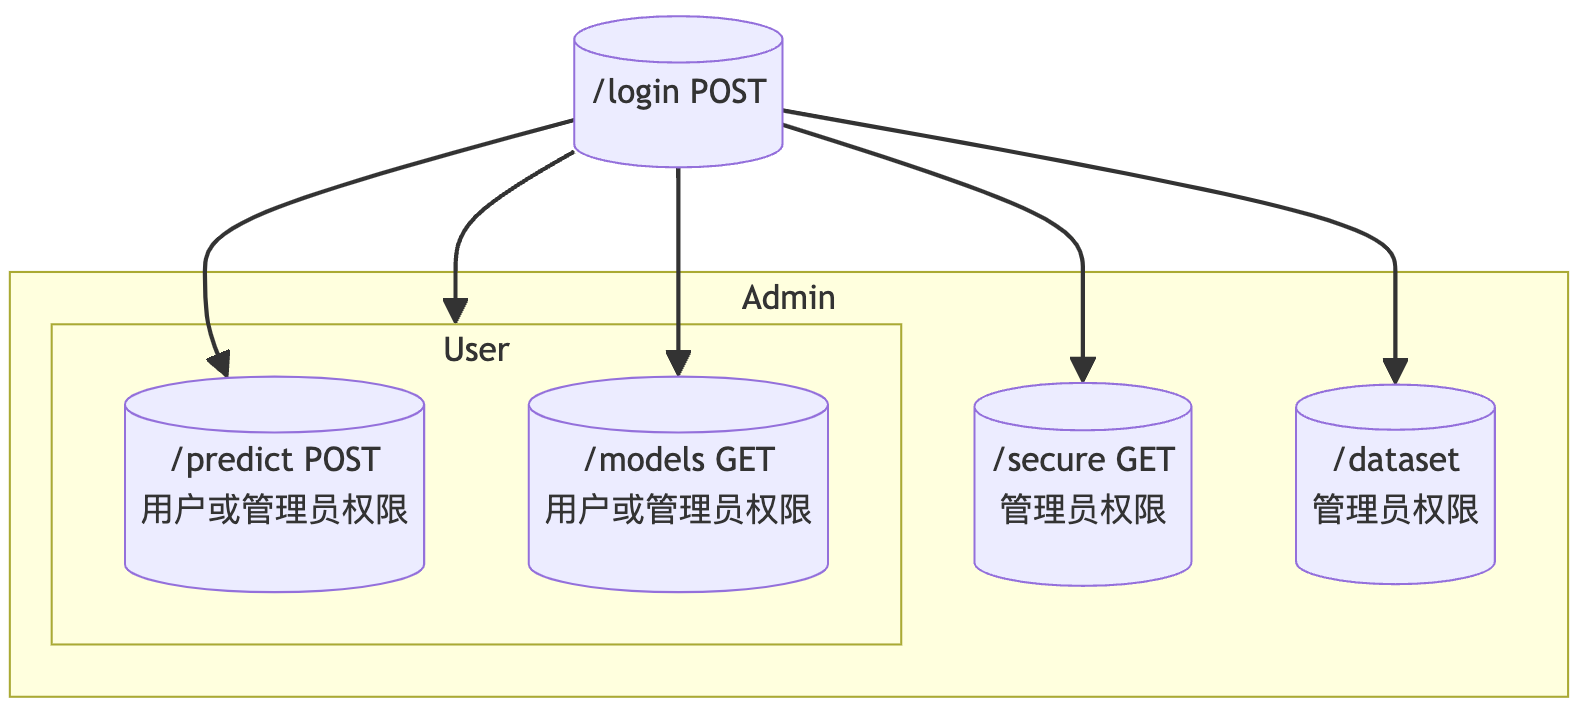 /login POST
Admin
User
/predict POST
用户或管理员权限
/models GET
用户或管理员权限
/secure GET
管理员权限
/dataset
管理员权限